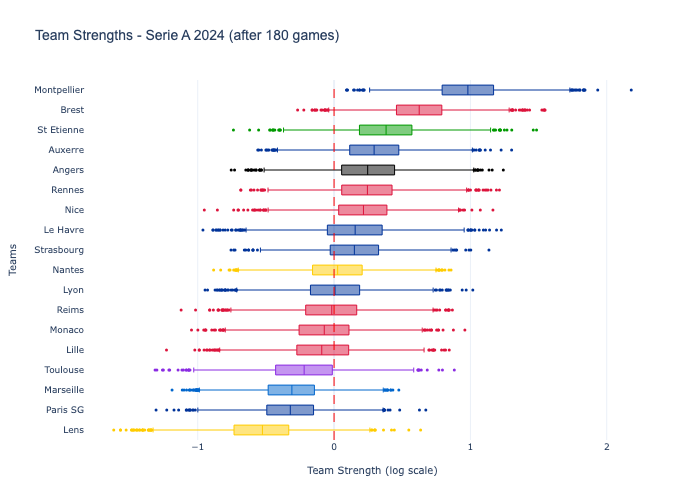 Team Strengths - Serie A 2024 (after 180 games)
Montpellier
Brest
St Etienne
Auxerre
Angers
Rennes
Nice
Le Havre
Strasbourg
Nantes
Lyon
Reims
Monaco
Lille
Toulouse
Marseille
Paris SG
Lens
Teams
−1 0 1 2
Team Strength (log scale)